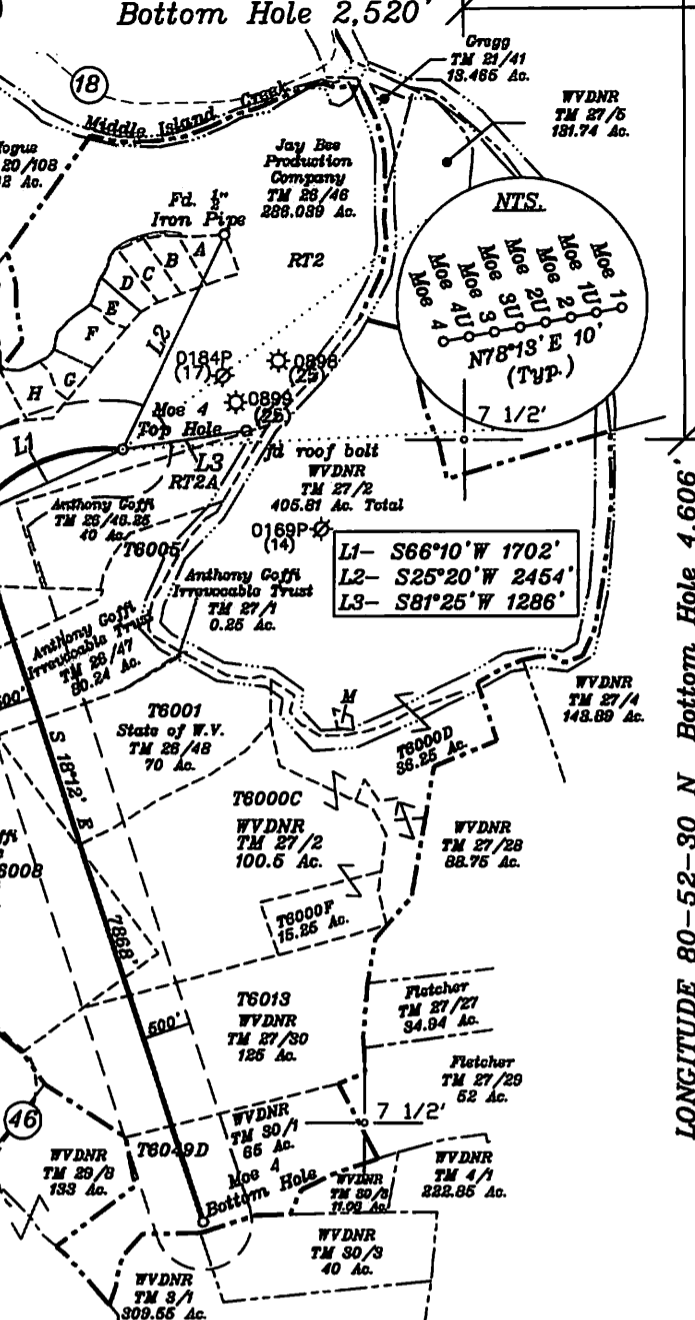 Bottom Hole 2,520'
18
Middle Island Creek
Gragg
TM 21/41
13.465 Ac.
WVDNR
TM 27/5
131.74 Ac.
20/108
Ac.
Jay Bee
Production
Company
TM 26/46
286.039 Ac.
Fd. 1/2"
Iron Pipe
RT2
NTS.
Moe 4
Moe 4U
Moe 3
Moe 3U
Moe 2U
Moe 2
Moe 1U
Moe 1
N78°13' E 10'
(Typ.)
A
B
C
D
E
F
G
H
L2
0184P
(17)
0898
(25)
0899
(25)
Moe 4
Top Hole
7 1/2'
L1
L3
RT2A
fd roof bolt
WVDNR
TM 27/2
405.81 Ac. Total
Anthony Goffi
TM 26/46.25
40 Ac.
T6005
0169P
(14)
L1- S66°10'W 1702'
L2- S25°20'W 2454'
L3- S81°25'W 1286'
Anthony Goffi
Irrevocable Trust
TM 27/1
0.25 Ac.
Anthony Goffi
Irrevocable Trust
TM 26/47
80.24 Ac.
LONGITUDE 80-52-30 N Bottom Hole 4,606'
WVDNR
TM 27/4
143.89 Ac.
M
T6001
State of W.V.
TM 26/48
70 Ac.
T6000D
36.25 Ac.
S 18°12' E
7868'
T6000C
WVDNR
TM 27/2
100.5 Ac.
WVDNR
TM 27/28
88.75 Ac.
6008
T6000F
15.25 Ac.
T6013
WVDNR
TM 27/30
125 Ac.
500'
Fletcher
TM 27/27
34.94 Ac.
Fletcher
TM 27/29
52 Ac.
46
7 1/2'
WVDNR
TM 30/1
65 Ac.
T6049D
WVDNR
TM 29/8
133 Ac.
Moe 4
Bottom Hole
WVDNR
TM 4/1
222.85 Ac.
WVDNR
WVDNR
TM 30/3
40 Ac.
WVDNR
TM 3/1
309.55 Ac.